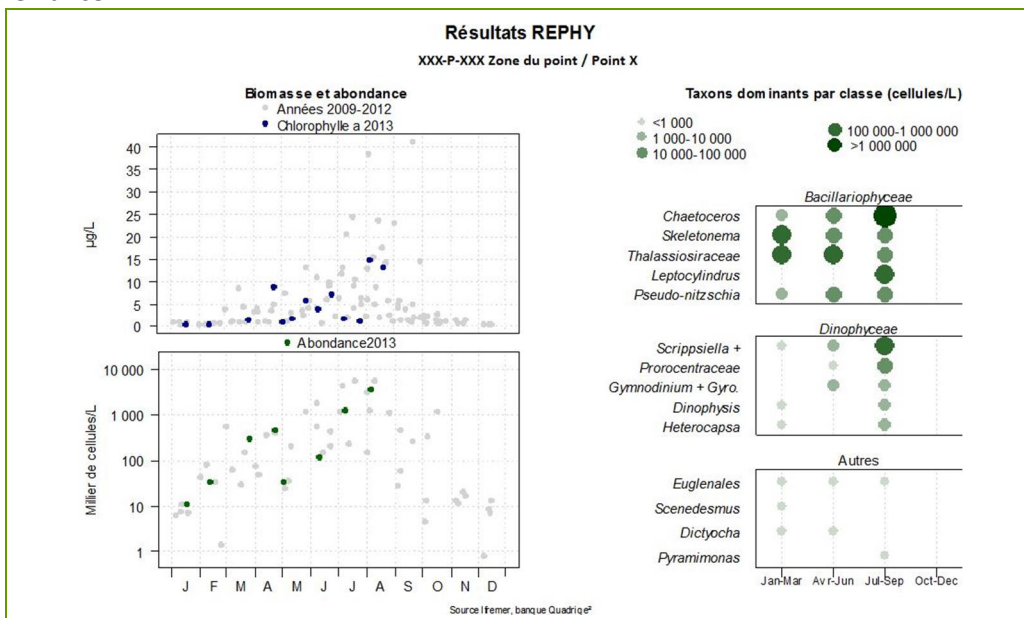 Résultats REPHY
XXX-P-XXX Zone du point / Point X
Biomasse et abondance
Années 2009-2012
Chlorophylle a 2013
40
35
30
25
20
15
10
5
0
µg/L
Abondance2013
10 000
1 000
100
10
1
Millier de cellules/L
J F M A M J J A S O N D
Taxons dominants par classe (cellules/L)
<1 000
1 000-10 000
10 000-100 000
100 000-1 000 000
>1 000 000
Bacillariophyceae
Chaetoceros
Skeletonema
Thalassiosiraceae
Leptocylindrus
Pseudo-nitzschia
Dinophyceae
Scrippsiella +
Prorocentraceae
Gymnodinium + Gyro.
Dinophysis
Heterocapsa
Autres
Euglenales
Scenedesmus
Dictyocha
Pyramimonas
Jan-Mar Avr-Jun Jul-Sep Oct-Dec
Source Ifremer, banque Quadrige²